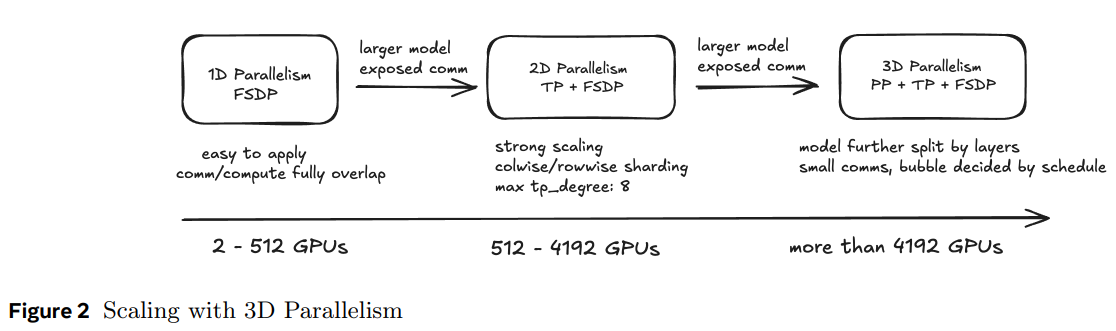 1D Parallelism
FSDP
larger model
exposed comm
2D Parallelism
TP + FSDP
larger model
exposed comm
3D Parallelism
PP + TP + FSDP
easy to apply
comm/compute fully overlap
strong scaling
colwise/rowwise sharding
max tp_degree: 8
model further split by layers
small comms, bubble decided by schedule
2 - 512 GPUs
512 - 4192 GPUs
more than 4192 GPUs
Figure 2 Scaling with 3D Parallelism